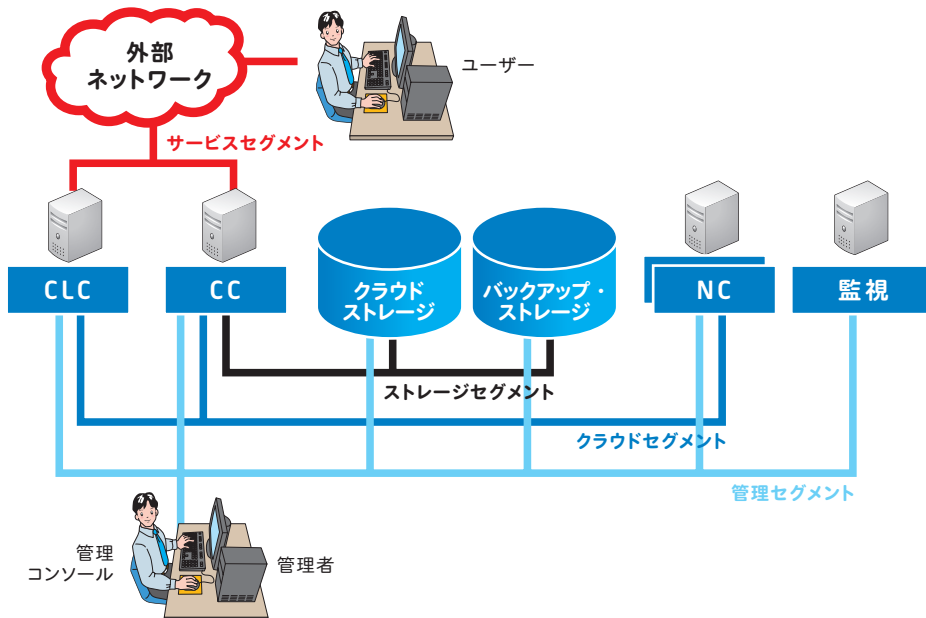 外部
ネットワーク
ユーザー
サービスセグメント
CLC
CC
クラウド
ストレージ
バックアップ・
ストレージ
NC
監視
ストレージセグメント
クラウドセグメント
管理セグメント
管理
コンソール
管理者